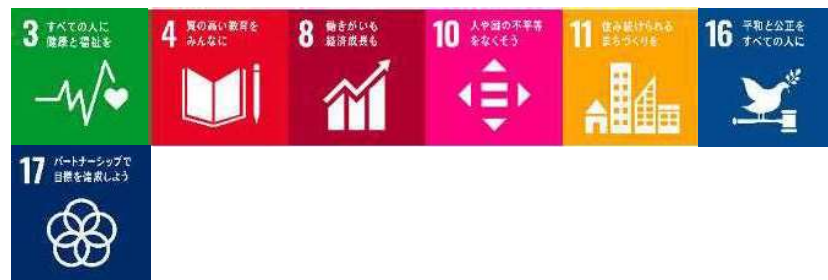 3 すべての人に
健康と福祉を
4 質の高い教育を
みんなに
8 働きがいも
経済成長も
10 人や国の不平等
をなくそう
11 住み続けられる
まちづくりを
16 平和と公正を
すべての人に
17 パートナーシップで
目標を達成しよう